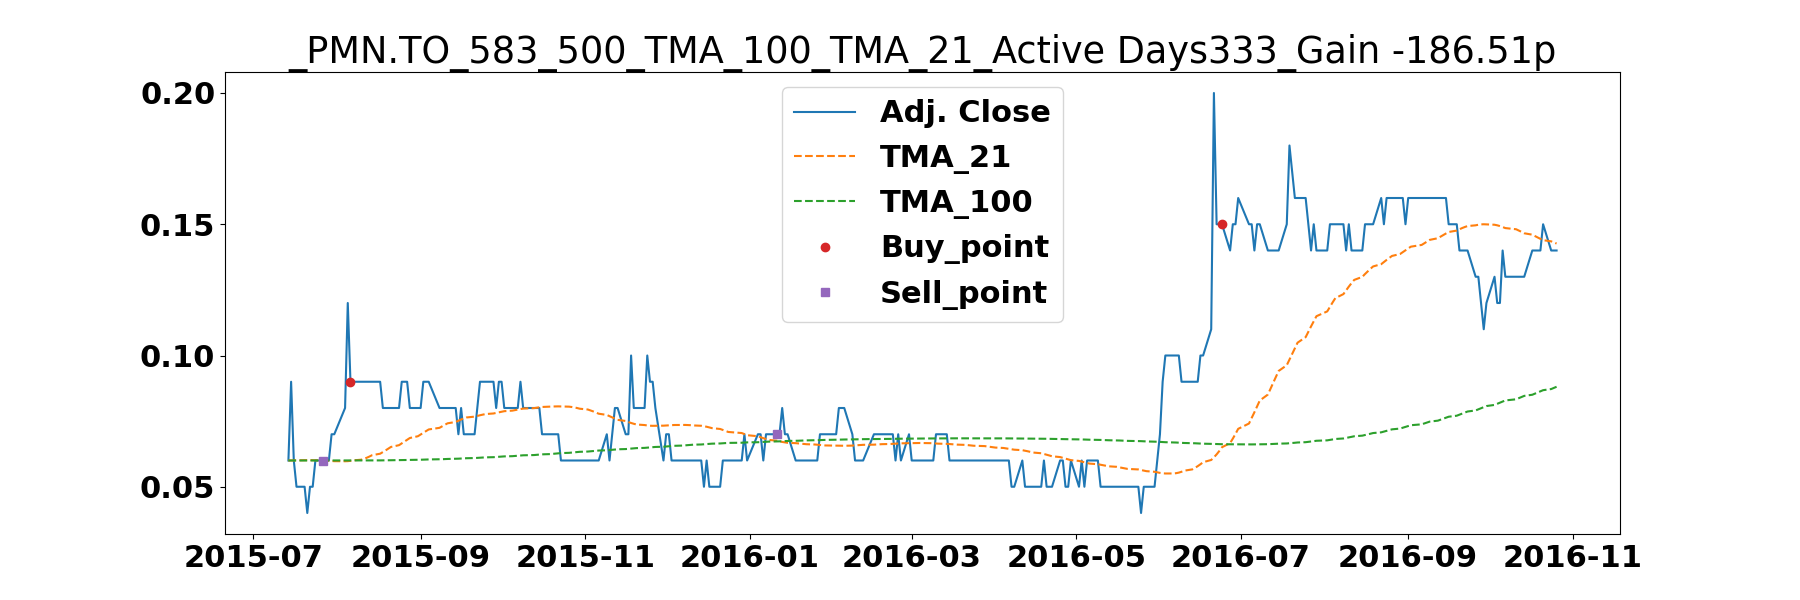 _PMN.TO_583_500_TMA_100_TMA_21_Active Days333_Gain -186.51p
0.20
0.15
0.10
0.05
Adj. Close
TMA_21
TMA_100
Buy_point
Sell_point
2015-07 2015-09 2015-11 2016-01 2016-03 2016-05 2016-07 2016-09 2016-11